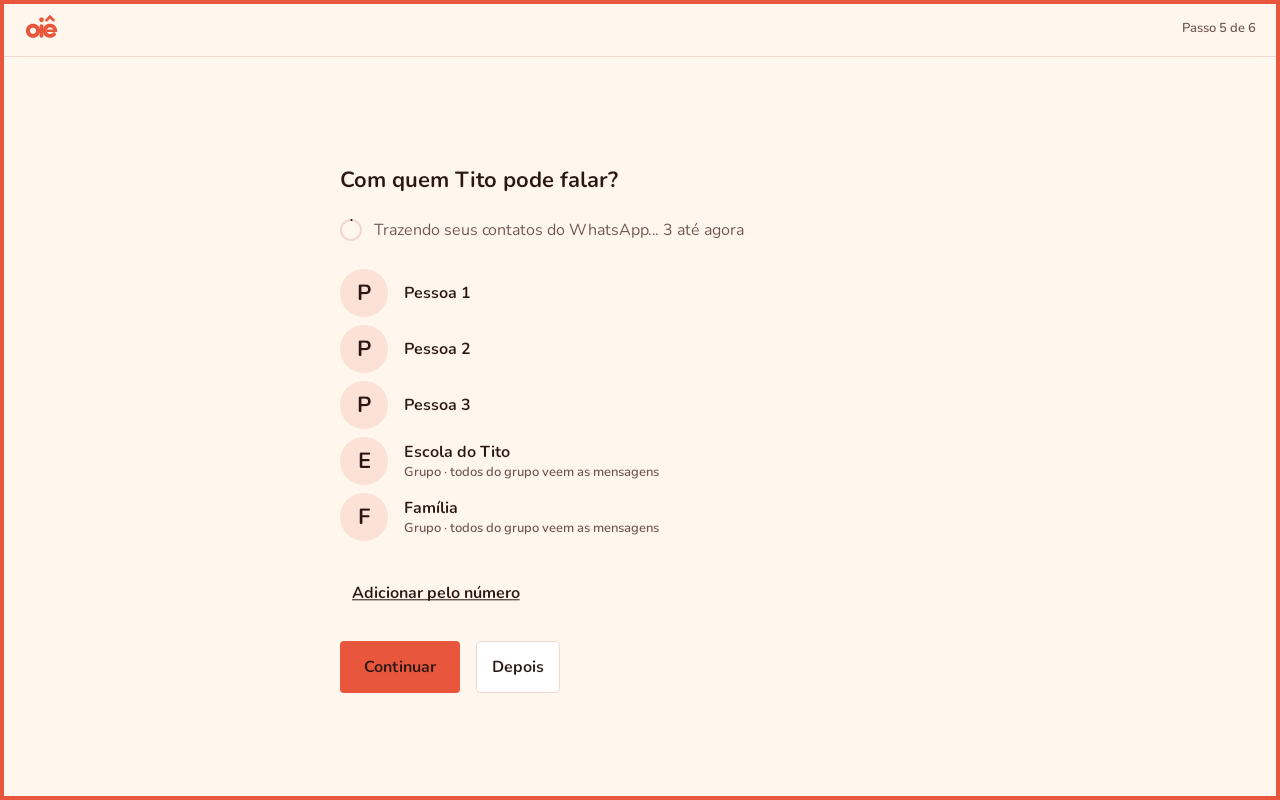 oiê
Passo 5 de 6
Com quem Tito pode falar?
Trazendo seus contatos do WhatsApp... 3 até agora
P
Pessoa 1
P
Pessoa 2
P
Pessoa 3
E
Escola do Tito
Grupo · todos do grupo veem as mensagens
F
Família
Grupo · todos do grupo veem as mensagens
Adicionar pelo número
Continuar
Depois